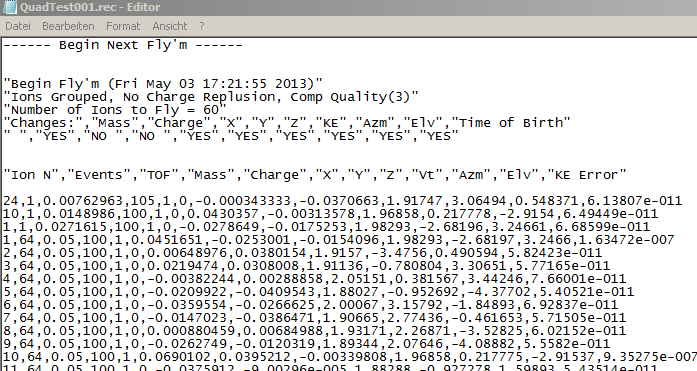 QuadTest001.rec - Editor
Datei Bearbeiten Format Ansicht ?
------ Begin Next Fly'm ------
"Begin Fly'm (Fri May 03 17:21:55 2013)"
"Ions Grouped, No Charge Replusion, Comp Quality(3)"
"Number of Ions to Fly = 60"
"Changes:","Mass","Charge","X","Y","Z","KE","Azm","Elv","Time of Birth"
" ","YES","NO ","NO ","YES","YES","YES","YES","YES","YES"
"Ion N","Events","TOF","Mass","Charge","X","Y","Z","Vt","Azm","Elv","KE Error"
24,1,0.00762963,105,1,0,-0.000343333,-0.0370663,1.91747,3.06494,0.548371,6.13807e-011
10,1,0.0148986,100,1,0,0.0430357,-0.00313578,1.96858,0.217778,-2.9154,6.49449e-011
1,1,0.0271615,100,1,0,-0.0278649,-0.0175253,1.98293,-2.68196,3.24661,6.68599e-011
1,64,0.05,100,1,0.0451651,-0.0253001,-0.0154096,1.98293,-2.68197,3.2466,1.63472e-007
2,64,0.05,100,1,0,0.00648976,0.0380154,1.9157,-3.4756,0.490594,5.82423e-011
3,64,0.05,100,1,0,0.0219474,0.0308008,1.91136,-0.780804,3.30651,5.77165e-011
4,64,0.05,100,1,0,-0.00382244,0.00288858,2.05151,0.381567,3.44246,7.66001e-011
5,64,0.05,100,1,0,-0.0209922,-0.0409543,1.88027,-0.952692,-4.37702,5.40521e-011
6,64,0.05,100,1,0,-0.0359554,-0.0266625,2.00067,3.15792,-1.84893,6.92837e-011
7,64,0.05,100,1,0,-0.0147023,-0.0386471,1.90665,2.77436,-0.461653,5.71505e-011
8,64,0.05,100,1,0,0.000880459,0.00684988,1.93171,2.26871,-3.52825,6.02152e-011
9,64,0.05,100,1,0,-0.0262749,-0.0120319,1.89344,2.07646,-4.08882,5.5582e-011
10,64,0.05,100,1,0.0690102,0.0395212,-0.00339808,1.96858,0.217775,-2.91537,9.35275e-007
11,64,0.05,100,1,0,-0.0375912,-9.00296e-005,1.88288,-0.927278,1.59893,5.43514e-011